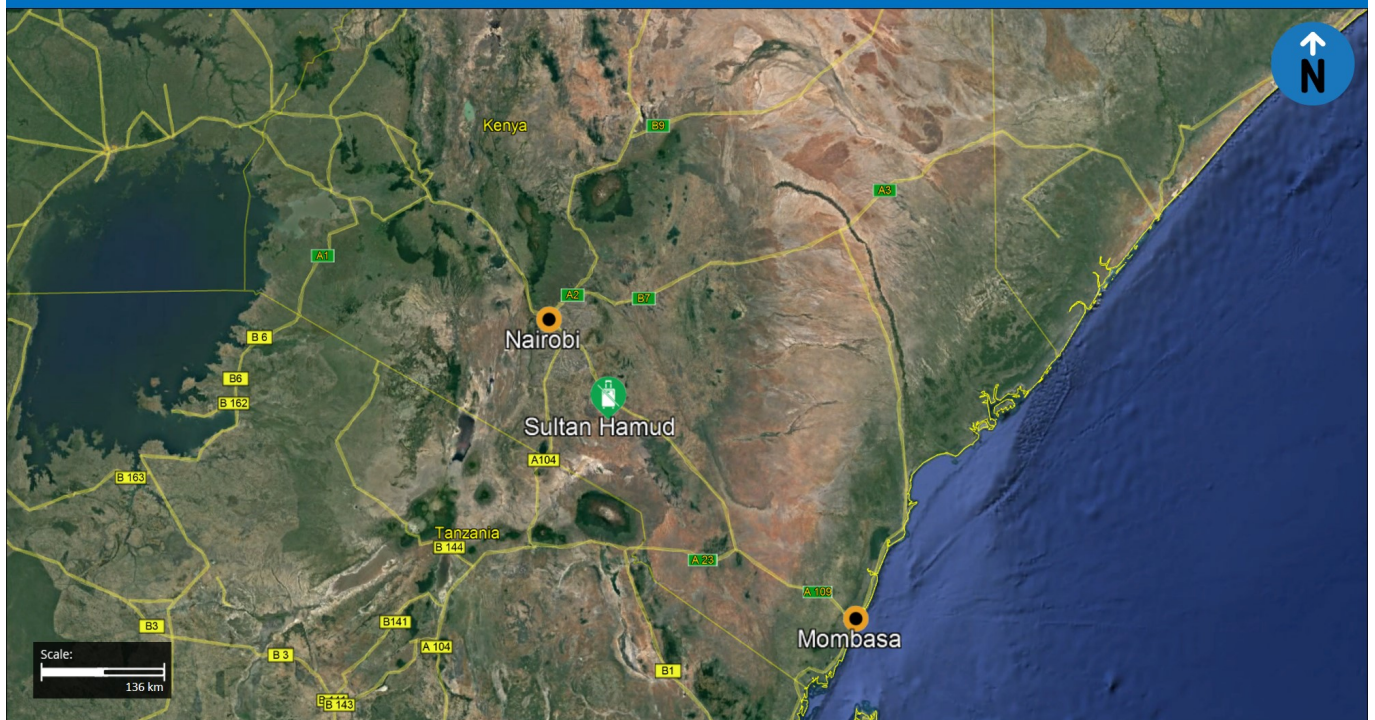 N
Kenya
B9
A3
A1
A2
B7
Nairobi
B 6
B6
B 162
Sultan Hamud
A104
B 163
Tanzania
B 144
A 23
A 109
B141
Mombasa
B3
A 104
B 3
B1
Scale:
136 km
B 143